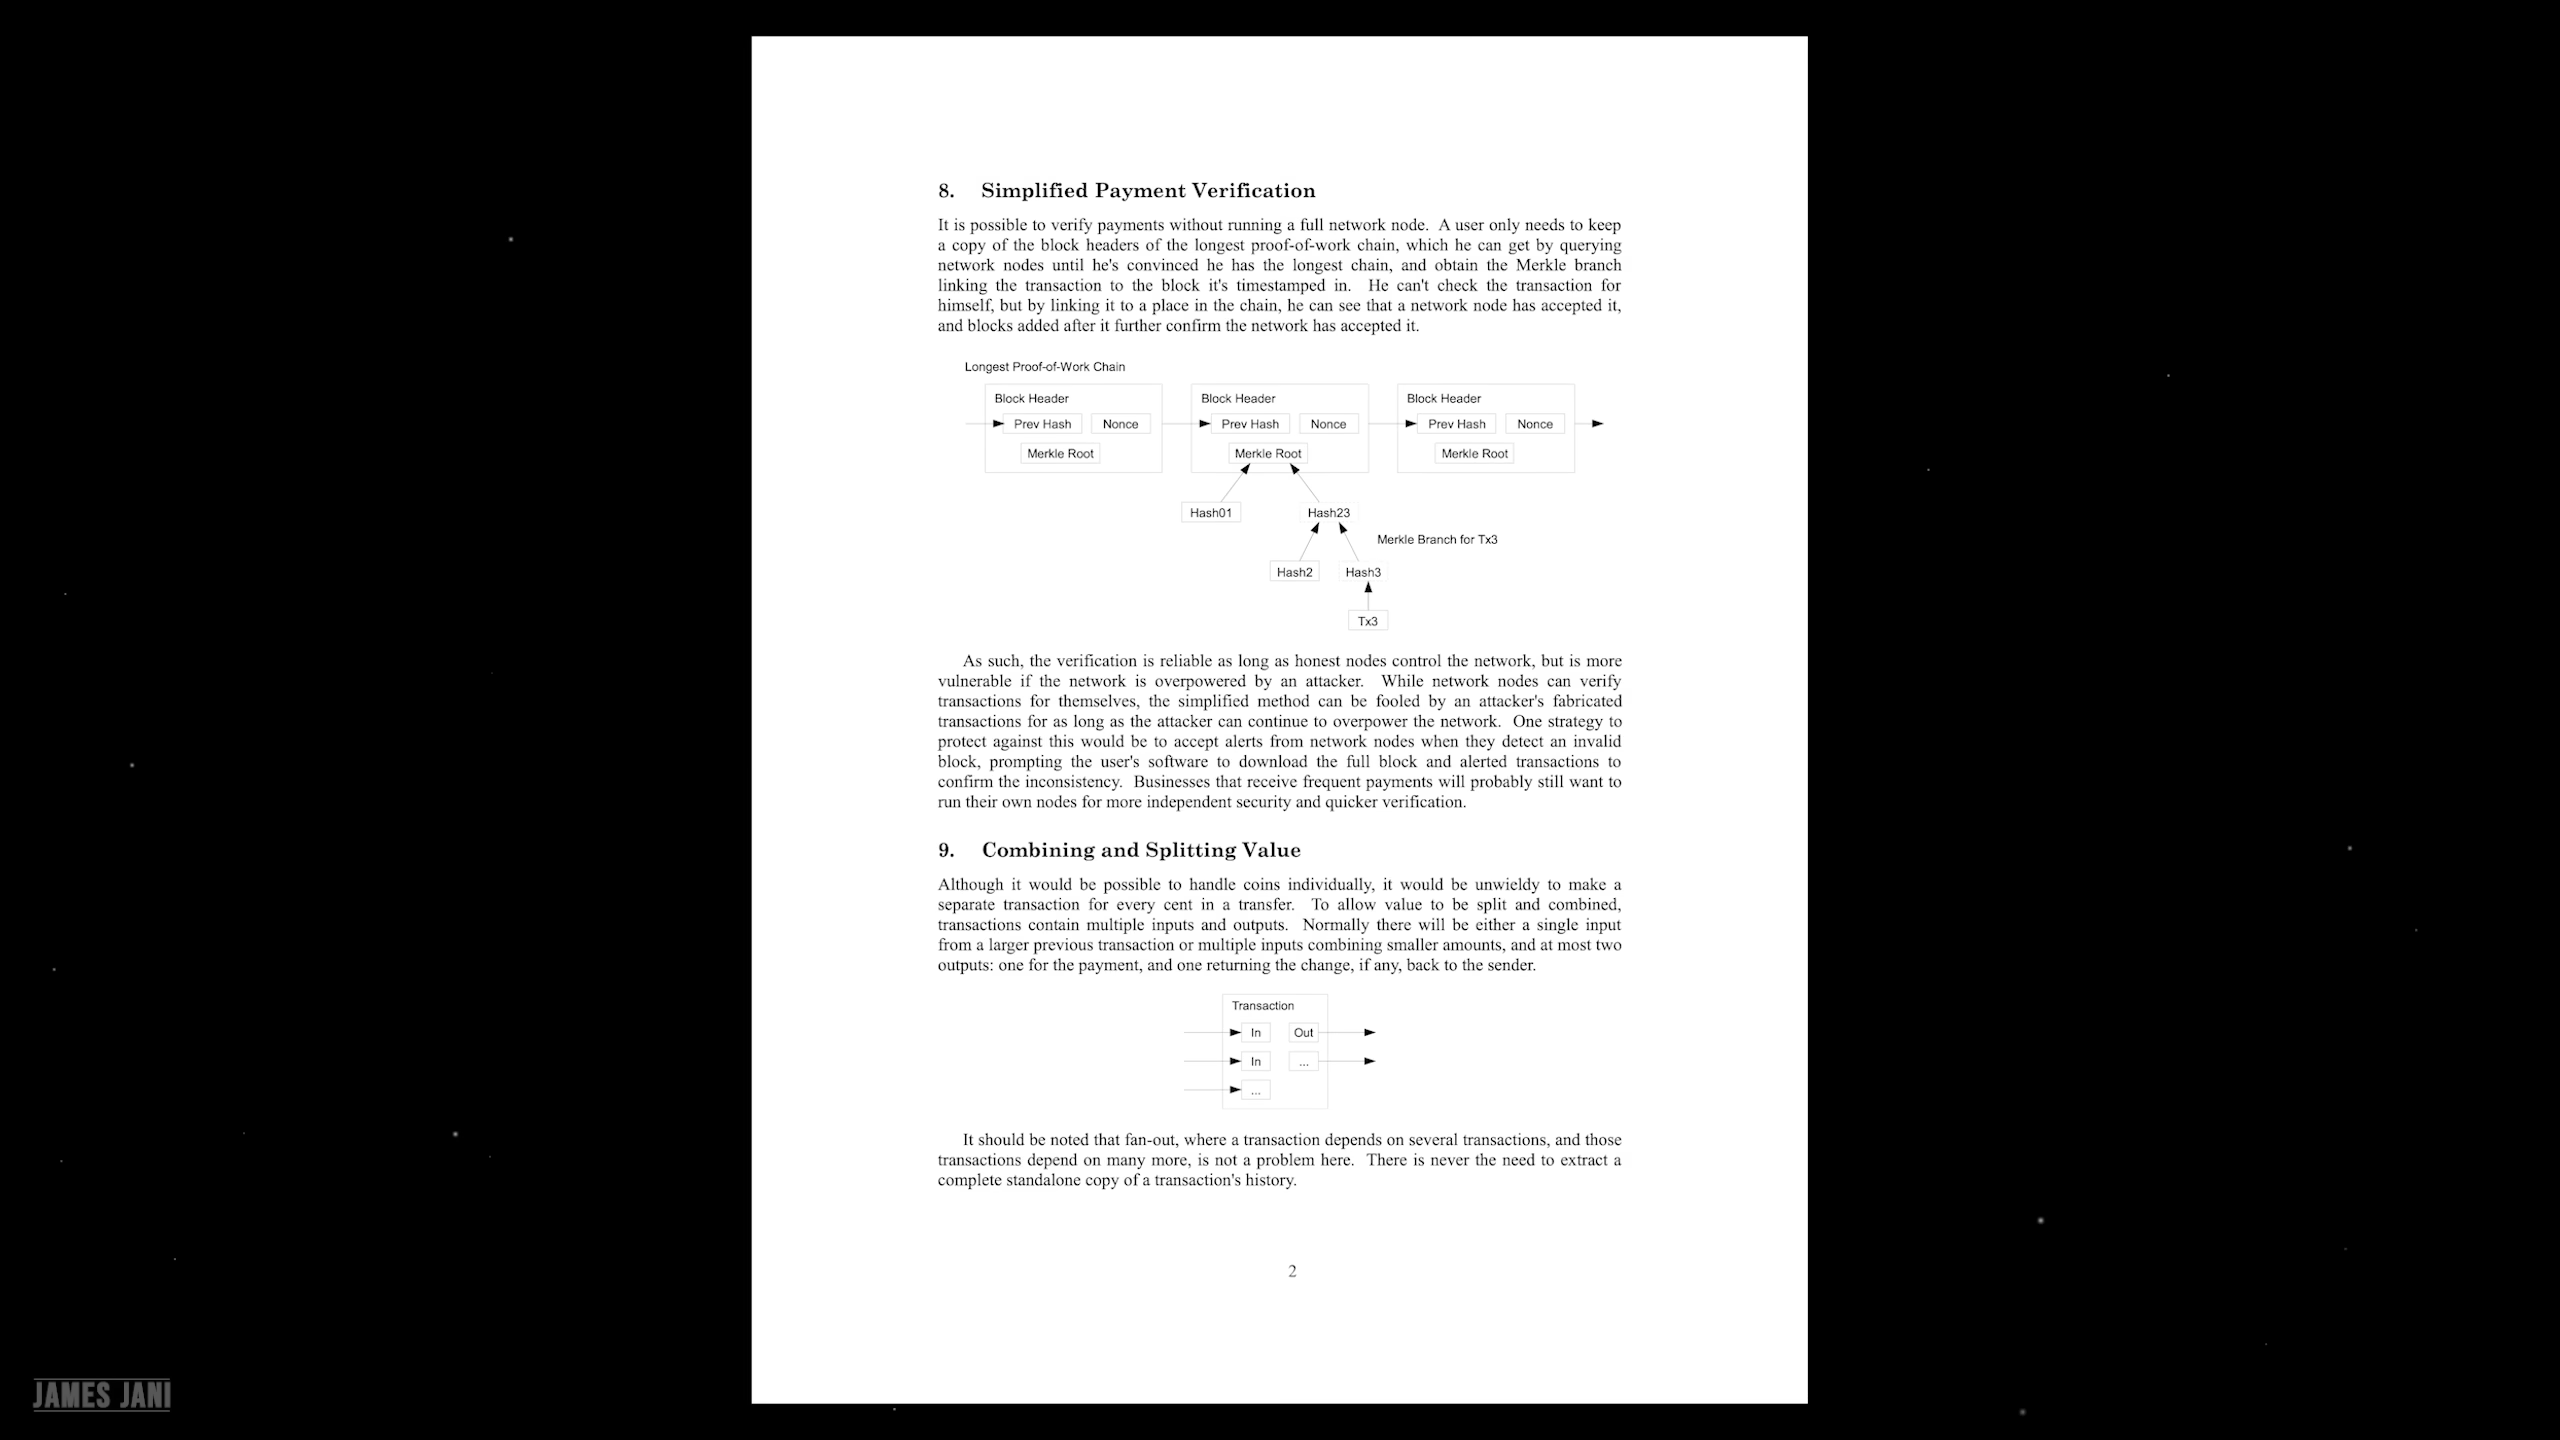 8. Simplified Payment Verification
It is possible to verify payments without running a full network node. A user only needs to keep
a copy of the block headers of the longest proof-of-work chain, which he can get by querying
network nodes until he's convinced he has the longest chain, and obtain the Merkle branch
linking the transaction to the block it's timestamped in. He can't check the transaction for
himself, but by linking it to a place in the chain, he can see that a network node has accepted it,
and blocks added after it further confirm the network has accepted it.
Longest Proof-of-Work Chain
Block Header Block Header Block Header
Prev Hash Nonce Prev Hash Nonce Prev Hash Nonce
Merkle Root Merkle Root Merkle Root
Hash01 Hash23
Merkle Branch for Tx3
Hash2 Hash3
Tx3
As such, the verification is reliable as long as honest nodes control the network, but is more
vulnerable if the network is overpowered by an attacker. While network nodes can verify
transactions for themselves, the simplified method can be fooled by an attacker's fabricated
transactions for as long as the attacker can continue to overpower the network. One strategy to
protect against this would be to accept alerts from network nodes when they detect an invalid
block, prompting the user's software to download the full block and alerted transactions to
confirm the inconsistency. Businesses that receive frequent payments will probably still want to
run their own nodes for more independent security and quicker verification.
9. Combining and Splitting Value
Although it would be possible to handle coins individually, it would be unwieldy to make a
separate transaction for every cent in a transfer. To allow value to be split and combined,
transactions contain multiple inputs and outputs. Normally there will be either a single input
from a larger previous transaction or multiple inputs combining smaller amounts, and at most two
outputs: one for the payment, and one returning the change, if any, back to the sender.
Transaction
In Out
In ...
...
It should be noted that fan-out, where a transaction depends on several transactions, and those
transactions depend on many more, is not a problem here. There is never the need to extract a
complete standalone copy of a transaction's history.
2
JAMES JANI